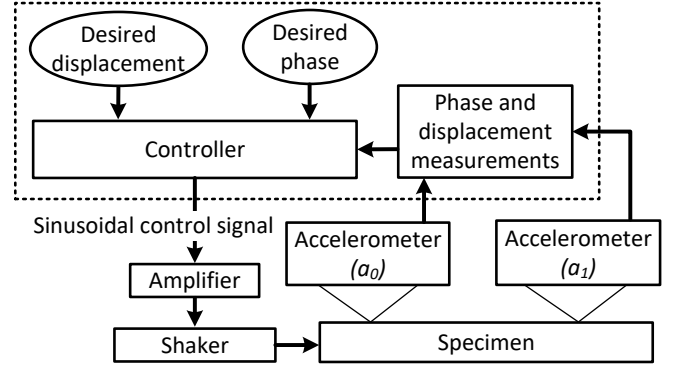 Desired
displacement
Desired
phase
Phase and
displacement
measurements
Controller
Sinusoidal control signal
Accelerometer
(a₀)
Accelerometer
(a₁)
Amplifier
Shaker
Specimen